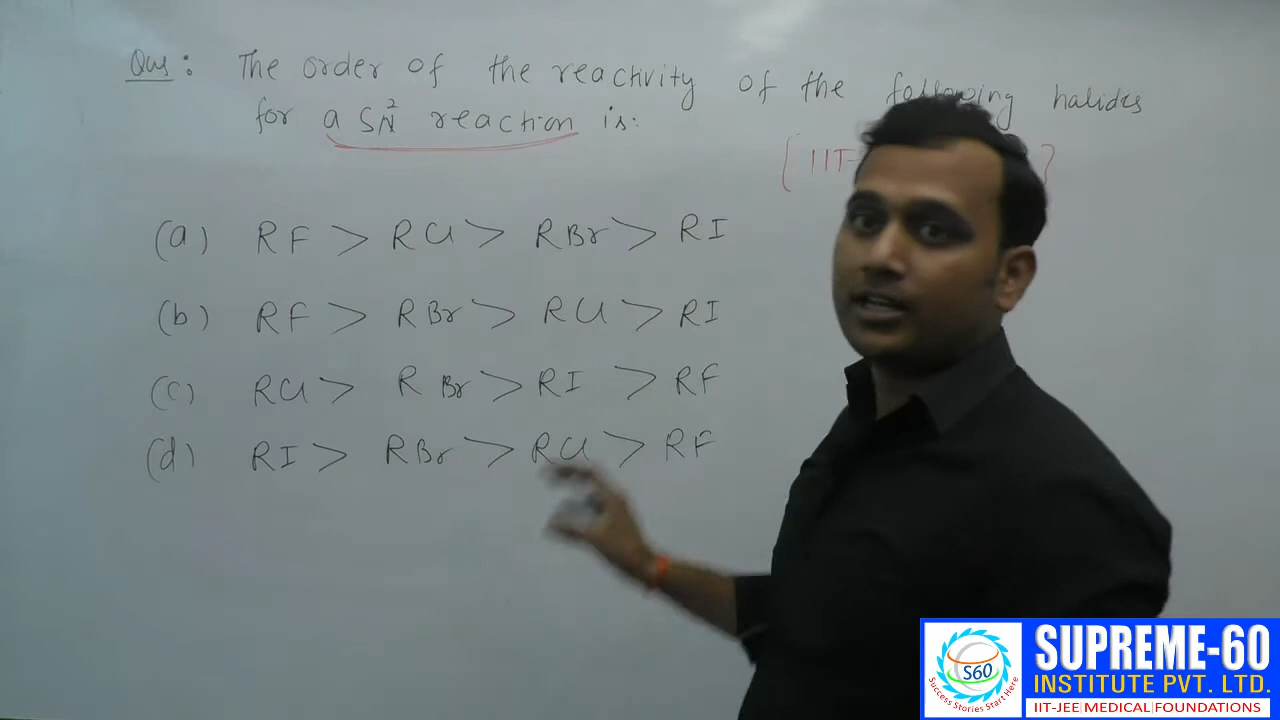 Ques: The order of the reactivity of the following halides
for a SN² reaction is:
{IIT- }
(a) RF > RCl > RBr > RI
(b) RF > RBr > RCl > RI
(c) RCl > RBr > RI > RF
(d) RI > RBr > RCl > RF
S60
Success Stories Start Here
SUPREME-60
INSTITUTE PVT. LTD.
IIT-JEE MEDICAL FOUNDATIONS